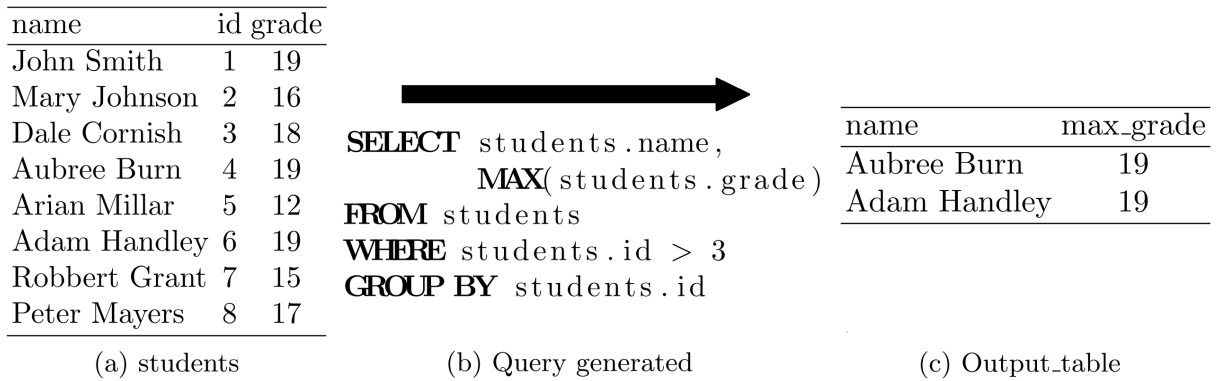 name id grade
John Smith 1 19
Mary Johnson 2 16
Dale Cornish 3 18
Aubree Burn 4 19
Arian Millar 5 12
Adam Handley 6 19
Robbert Grant 7 15
Peter Mayers 8 17
(a) students
SELECT students.name,
MAX(students.grade)
FROM students
WHERE students.id > 3
GROUP BY students.id
(b) Query generated
name max_grade
Aubree Burn 19
Adam Handley 19
(c) Output_table